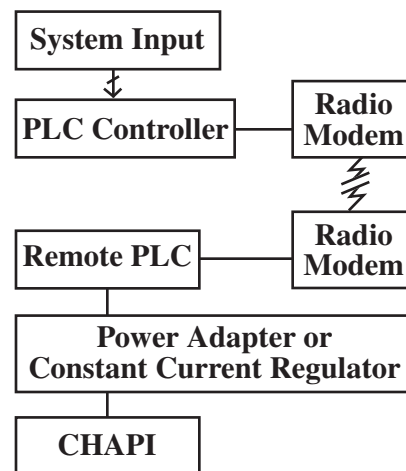 System Input
PLC Controller
Radio
Modem
Radio
Modem
Remote PLC
Power Adapter or
Constant Current Regulator
CHAPI